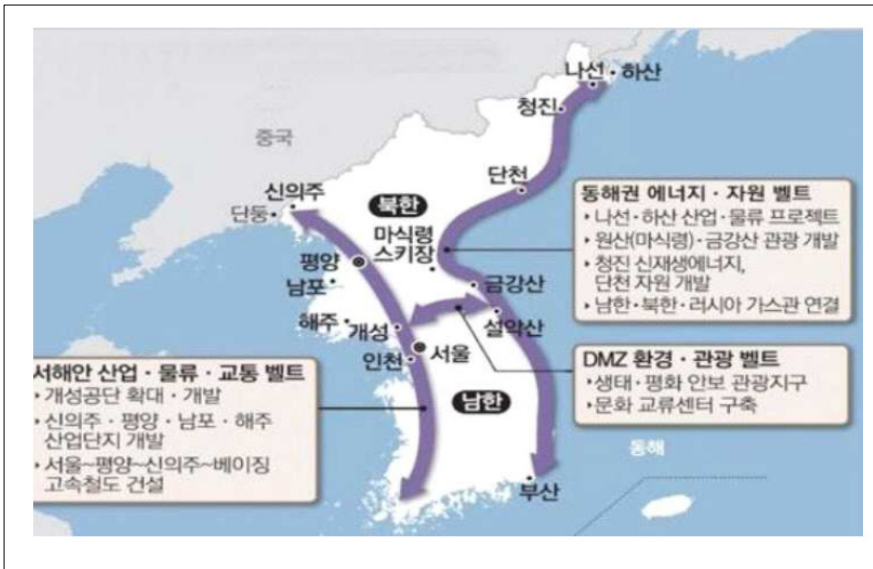 나선 · 하산
청진
중국
단천
신의주
단둥
북한
마식령
스키장
평양
남포
금강산
해주
개성
설악산
인천
서울
남한
부산
동해
동해권 에너지 · 자원 벨트
▸나선 · 하산 산업 · 물류 프로젝트
▸원산(마식령) · 금강산 관광 개발
▸청진 신재생에너지,
단천 자원 개발
▸남한 · 북한 · 러시아 가스관 연결
DMZ 환경 · 관광 벨트
▸생태 · 평화 안보 관광지구
▸문화 교류센터 구축
서해안 산업 · 물류 · 교통 벨트
▸개성공단 확대 · 개발
▸신의주 · 평양 · 남포 · 해주
산업단지 개발
▸서울~평양~신의주~베이징
고속철도 건설